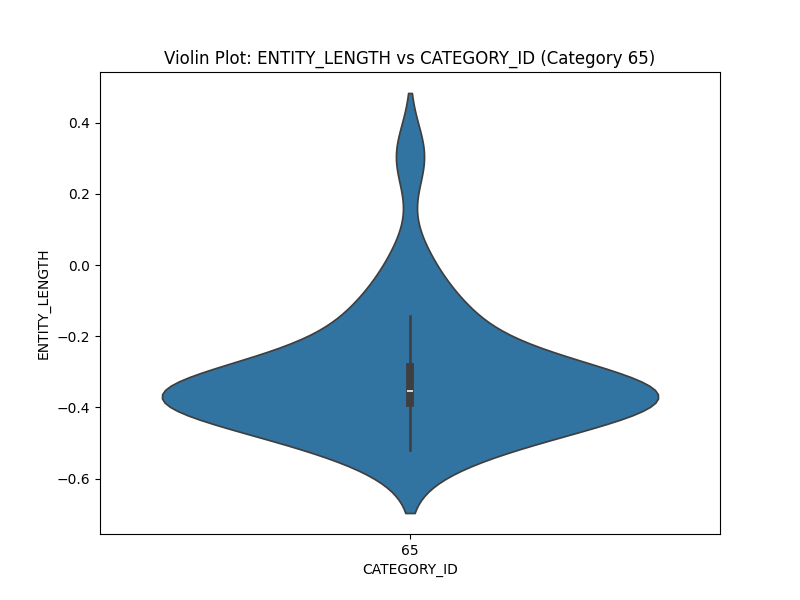 Violin Plot: ENTITY_LENGTH vs CATEGORY_ID (Category 65)
ENTITY_LENGTH
0.4
0.2
0.0
−0.2
−0.4
−0.6
65
CATEGORY_ID